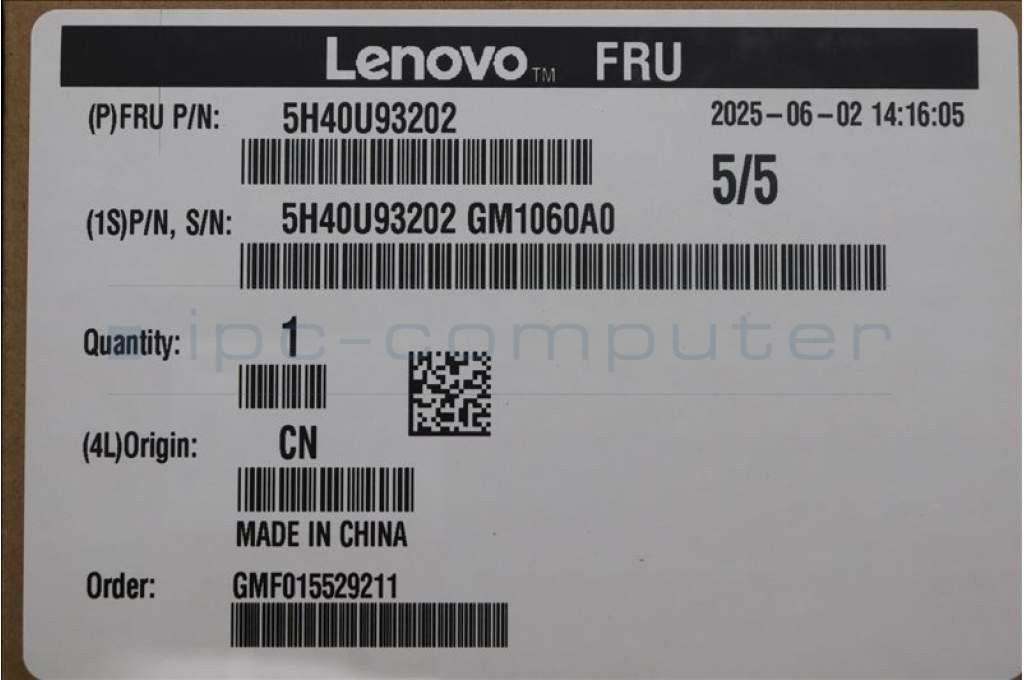 Lenovo™ FRU
(P)FRU P/N: 5H40U93202 2025-06-02 14:16:05
5/5
(1S)P/N, S/N: 5H40U93202 GM1060A0
Quantity: 1
ipc-computer
(4L)Origin: CN
MADE IN CHINA
Order: GMF015529211